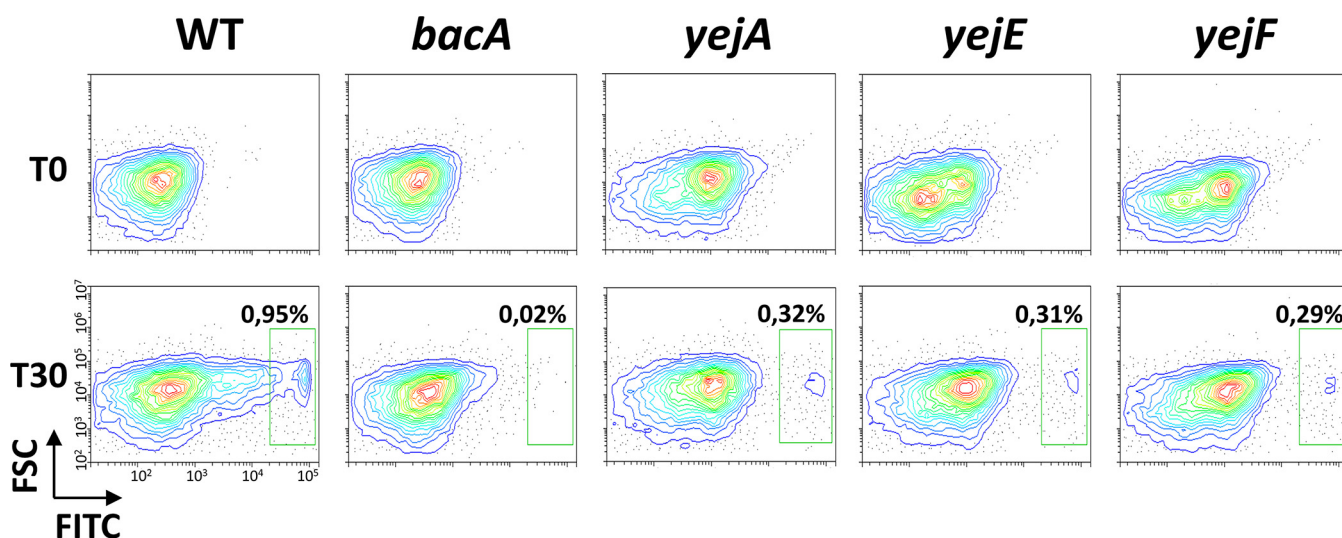 WT bacA yejA yejE yejF
T0
T30
0,95% 0,02% 0,32% 0,31% 0,29%
10⁷
10⁶
10⁵
10⁴
10³
10²
10² 10³ 10⁴ 10⁵
FSC
FITC